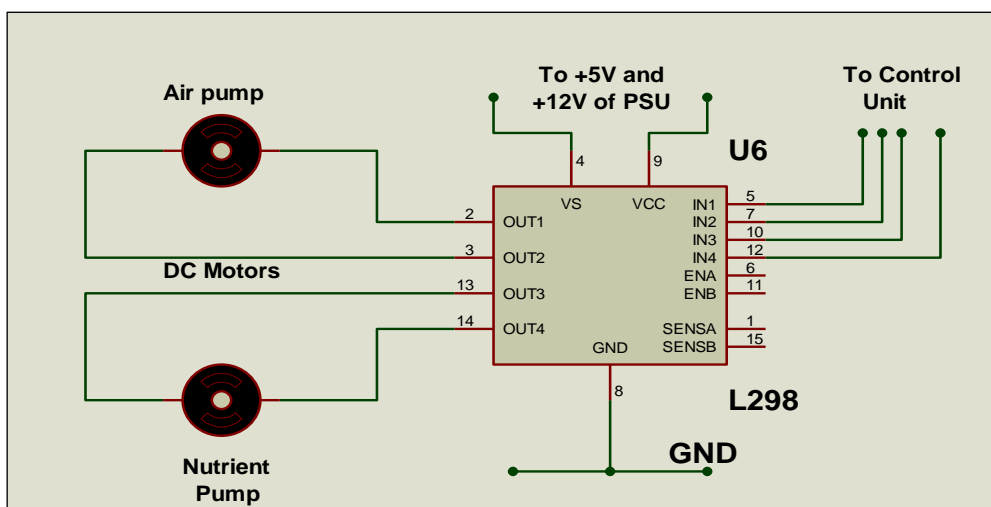 To +5V and
+12V of PSU
To Control
Unit
Air pump
U6
4
9
VS
VCC
2
OUT1
3
OUT2
DC Motors
13
OUT3
14
OUT4
IN1
5
IN2
7
IN3
10
IN4
12
ENA
6
ENB
11
SENSA
1
SENSB
15
GND
8
L298
GND
Nutrient
Pump